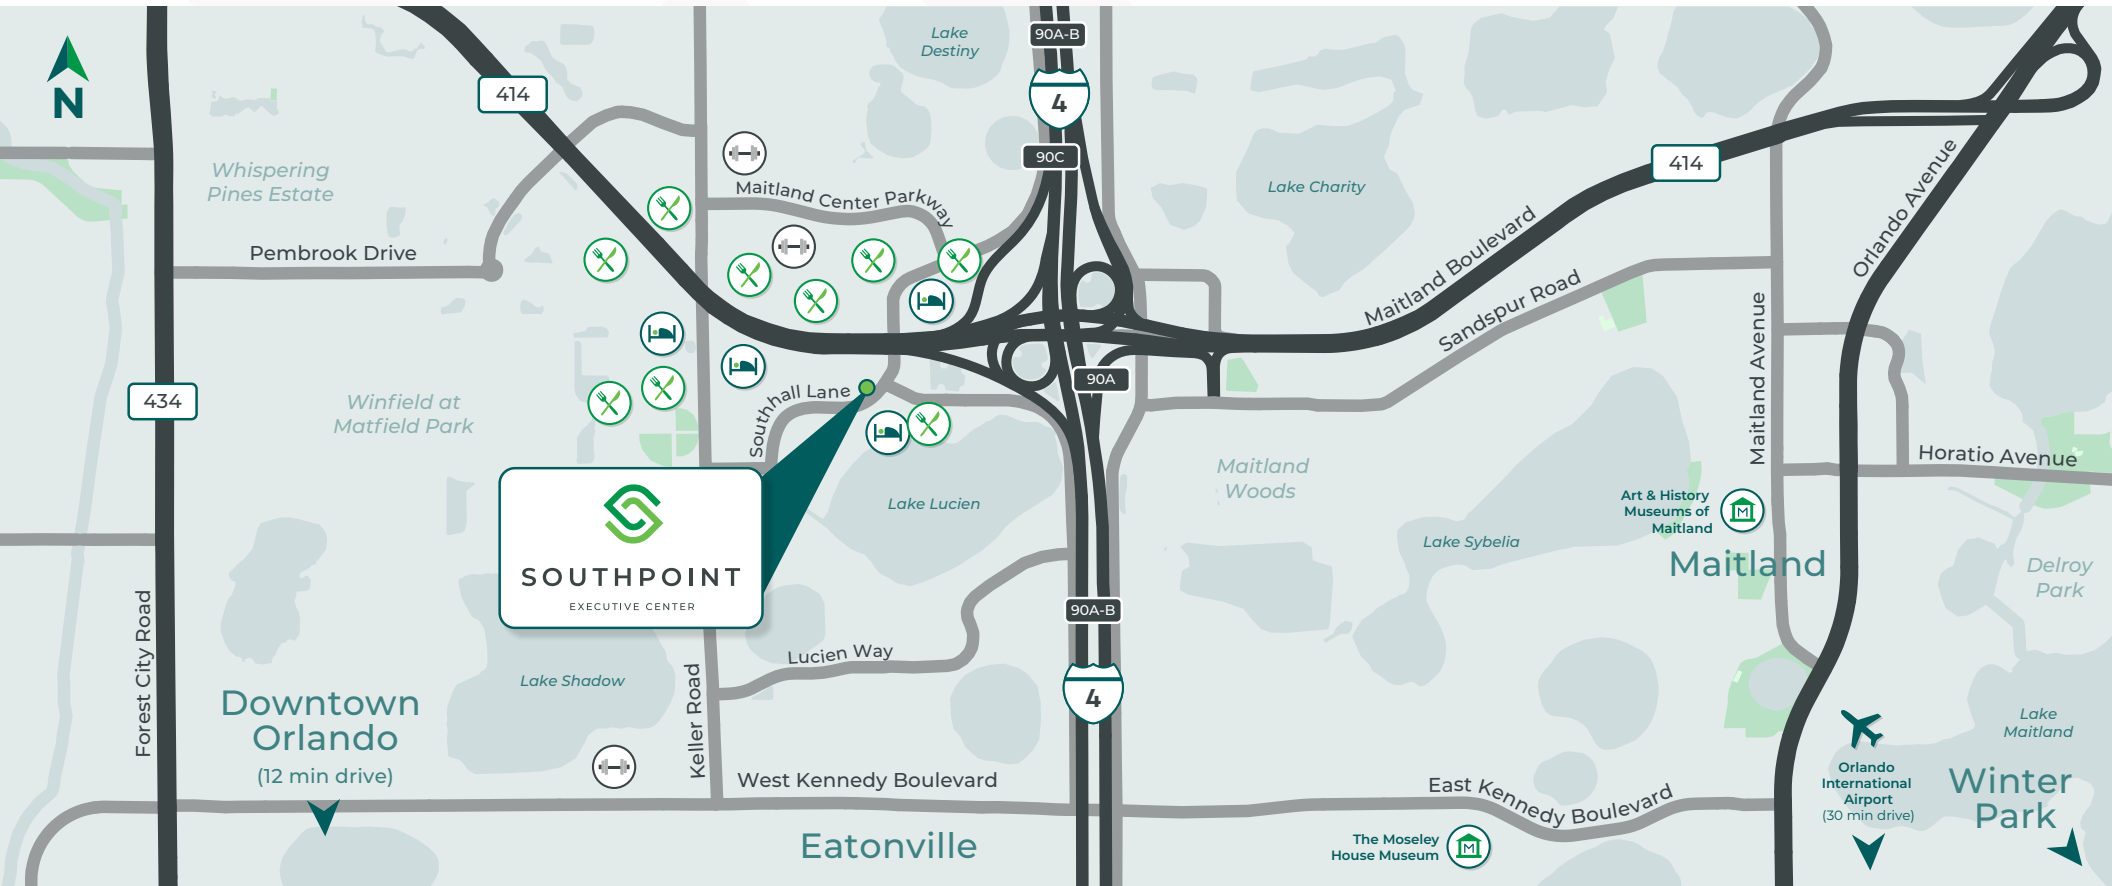 90A-B
Lake
Destiny
N
414
4
90C
414
Whispering
Pines Estate
Maitland Center Parkway
Lake Charity
Orlando Avenue
Pembrook Drive
Maitland Boulevard
Sandspur Road
Maitland Avenue
434
Winfield at
Matfield Park
Southhall Lane
90A
Horatio Avenue
Maitland
Woods
Lake Lucien
Art & History
Museums of
Maitland
M
Lake Sybelia
Maitland
SOUTHPOINT
EXECUTIVE CENTER
Delroy
Park
90A-B
Forest City Road
Lucien Way
Lake Shadow
Keller Road
4
Downtown
Orlando
(12 min drive)
Lake
Maitland
West Kennedy Boulevard
East Kennedy Boulevard
Orlando
International
Airport
(30 min drive)
Winter
Park
Eatonville
The Moseley
House Museum
M